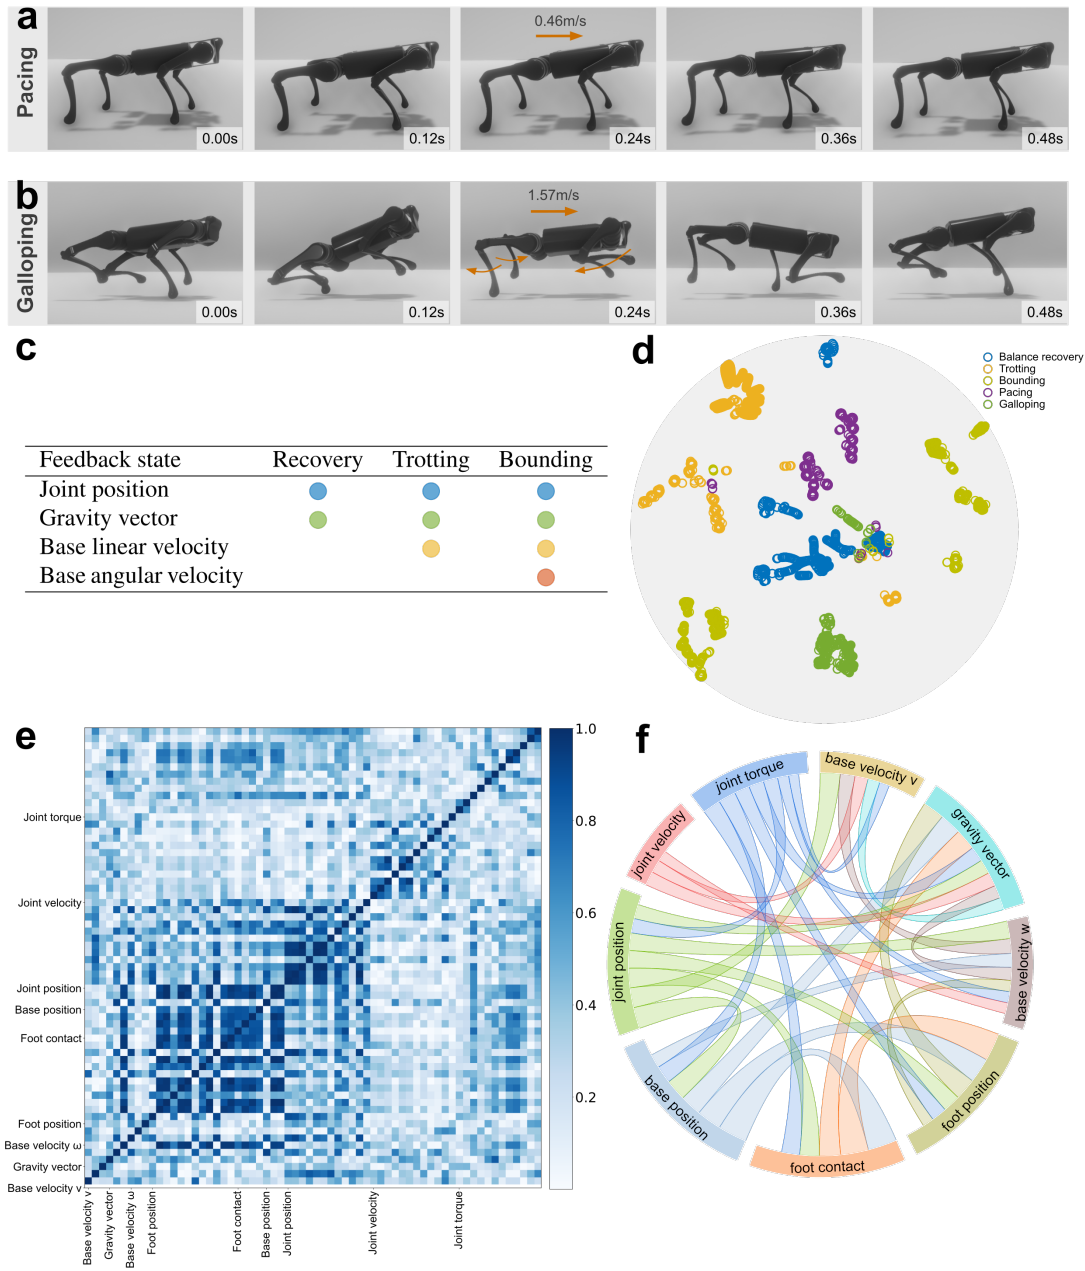 a
Pacing
0.46m/s
0.00s
0.12s
0.24s
0.36s
0.48s
b
Galloping
1.57m/s
0.00s
0.12s
0.24s
0.36s
0.48s
c
Feedback state Recovery Trotting Bounding
Joint position
Gravity vector
Base linear velocity
Base angular velocity
d
Balance recovery
Trotting
Bounding
Pacing
Galloping
e
Joint torque
Joint velocity
Joint position
Base position
Foot contact
Foot position
Base velocity ω
Gravity vector
Base velocity v
Base velocity v
Gravity vector
Base velocity ω
Foot position
Foot contact
Base position
Joint position
Joint velocity
Joint torque
1.0
0.8
0.6
0.4
0.2
f
joint torque
base velocity v
gravity vector
base velocity w
foot position
foot contact
base position
joint position
joint velocity